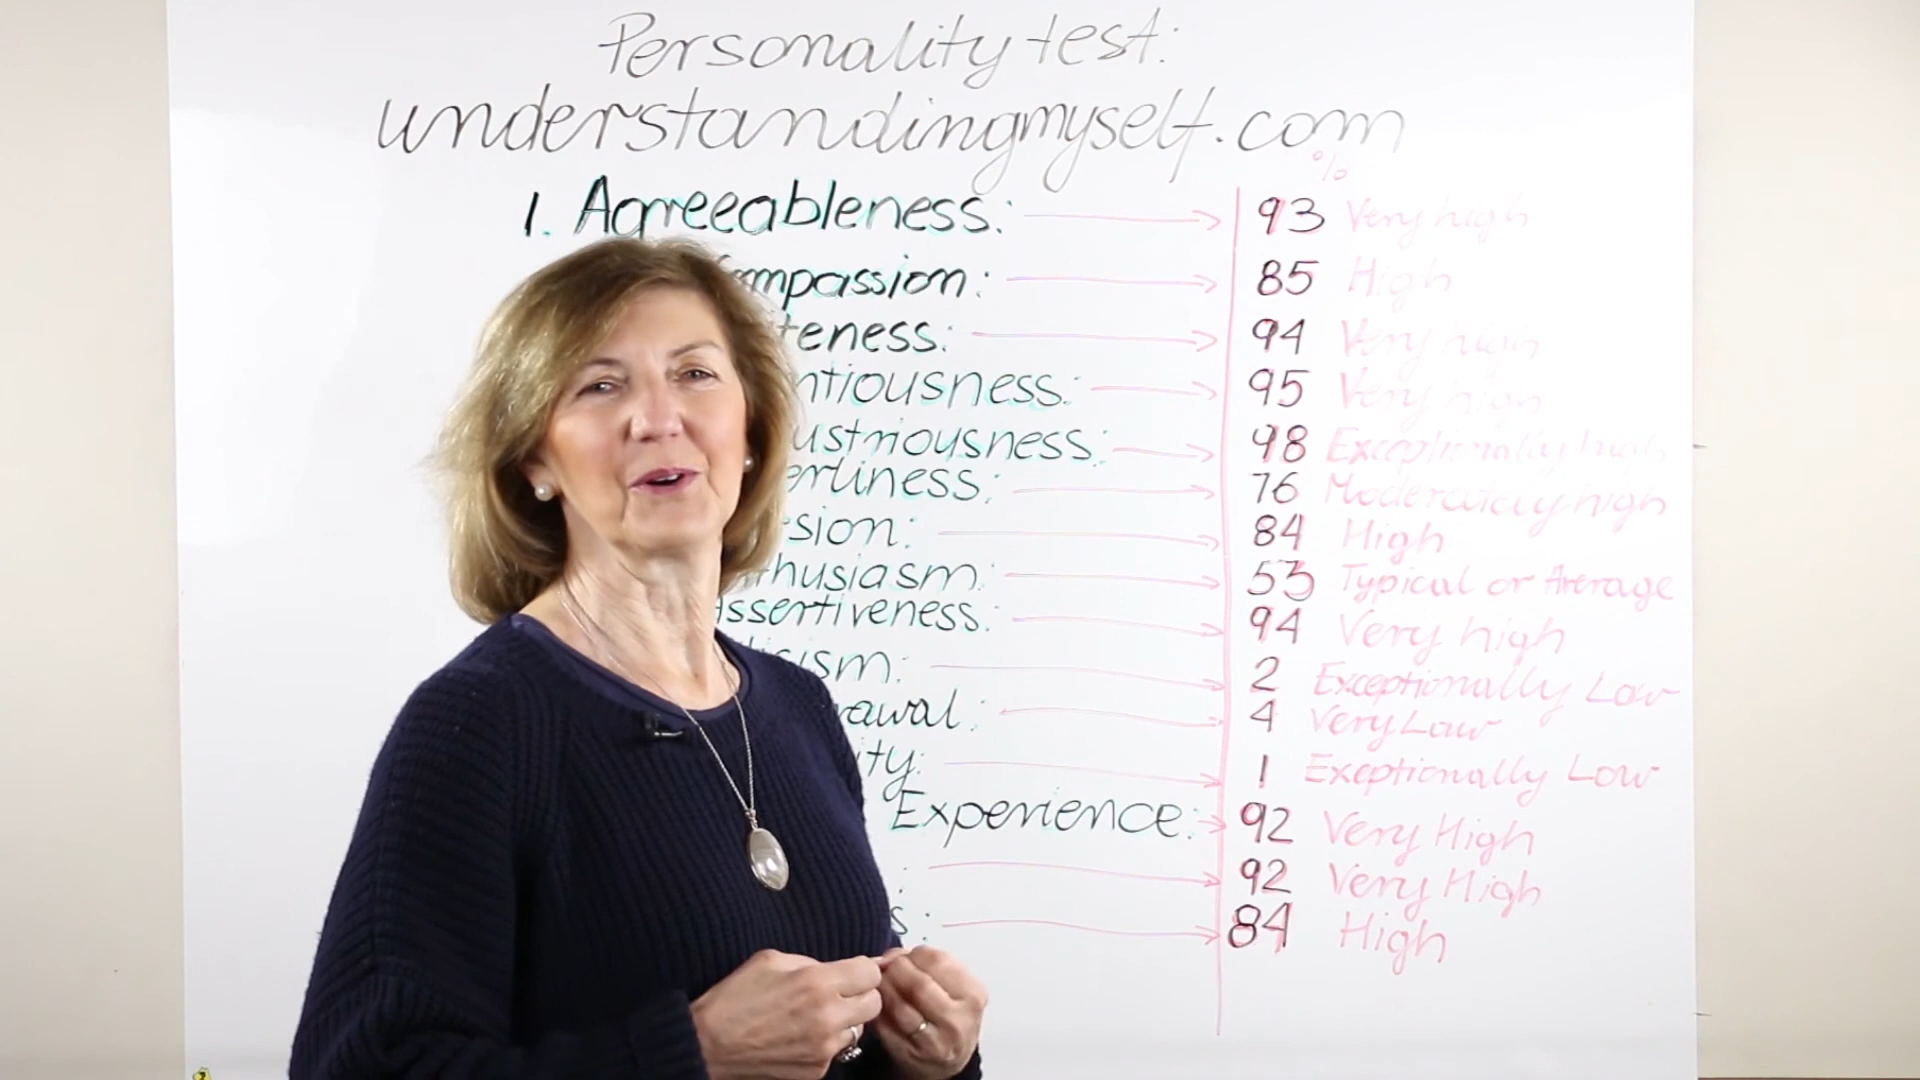 Personality test:
understandingmyself.com
%
1. Agreeableness: 93 Very high
mpassion: 85 High
teness: 94 Very high
ntiousness: 95 Very high
ustriousness: 98 Exceptionally high
erliness: 76 Moderately high
sion: 84 High
thusiasm: 53 Typical or Average
Assertiveness: 94 Very high
ticism: 2 Exceptionally Low
rawal: 4 Very Low
ity: 1 Exceptionally Low
Experience: 92 Very High
: 92 Very High
s: 84 High